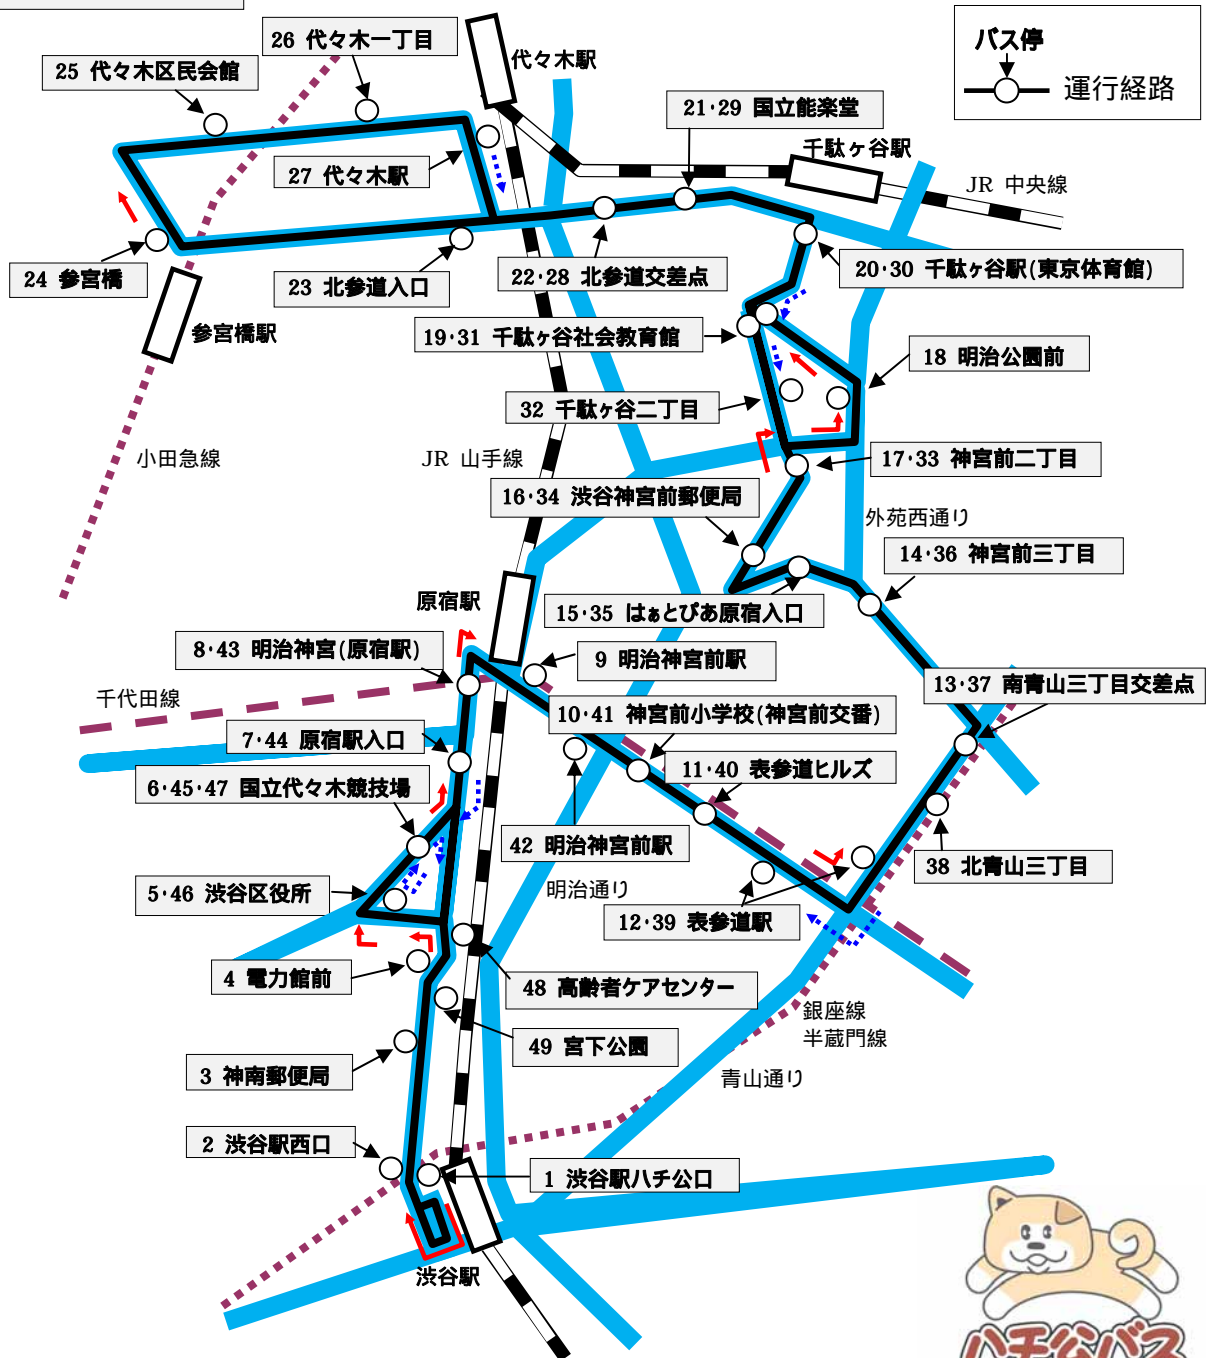 26 代々木一丁目
代々木駅
バス停
25 代々木区民会館
運行経路
21･29 国立能楽堂
千駄ヶ谷駅
27 代々木駅
JR 中央線
24 参宮橋
23 北参道入口
22･28 北参道交差点
20･30 千駄ヶ谷駅(東京体育館)
参宮橋駅
19･31 千駄ヶ谷社会教育館
18 明治公園前
32 千駄ヶ谷二丁目
小田急線
JR 山手線
17･33 神宮前二丁目
16･34 渋谷神宮前郵便局
外苑西通り
14･36 神宮前三丁目
原宿駅
15･35 はぁとぴあ原宿入口
8･43 明治神宮(原宿駅)
9 明治神宮前駅
13･37 南青山三丁目交差点
千代田線
10･41 神宮前小学校(神宮前交番)
7･44 原宿駅入口
11･40 表参道ヒルズ
6･45･47 国立代々木競技場
42 明治神宮前駅
38 北青山三丁目
5･46 渋谷区役所
明治通り
12･39 表参道駅
4 電力館前
48 高齢者ケアセンター
銀座線
半蔵門線
49 宮下公園
3 神南郵便局
青山通り
2 渋谷駅西口
1 渋谷駅ハチ公口
渋谷駅
ハチ公バス